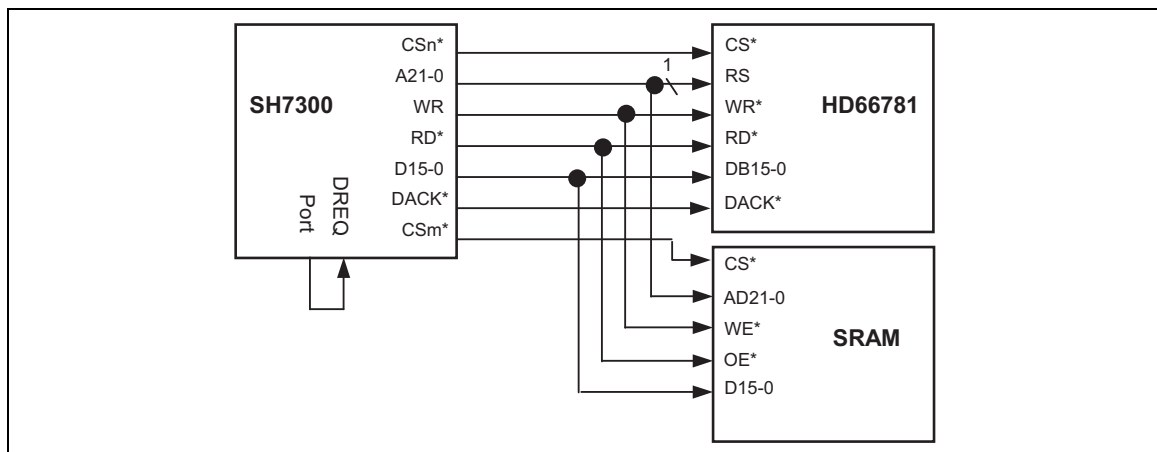 SH7300
CSn*
A21-0
WR
RD*
D15-0
DACK*
CSm*
Port
DREQ
1
HD66781
CS*
RS
WR*
RD*
DB15-0
DACK*
SRAM
CS*
AD21-0
WE*
OE*
D15-0